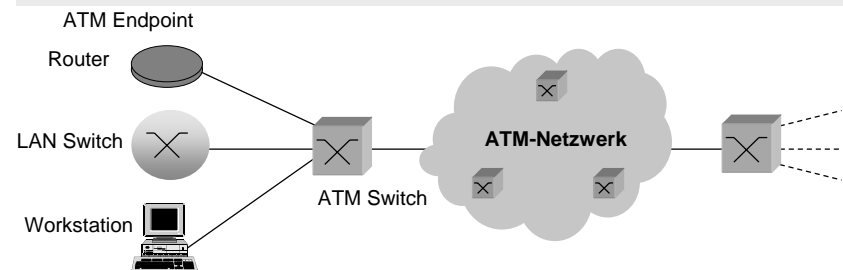 ATM Endpoint
Router
LAN Switch
ATM-Netzwerk
ATM Switch
Workstation